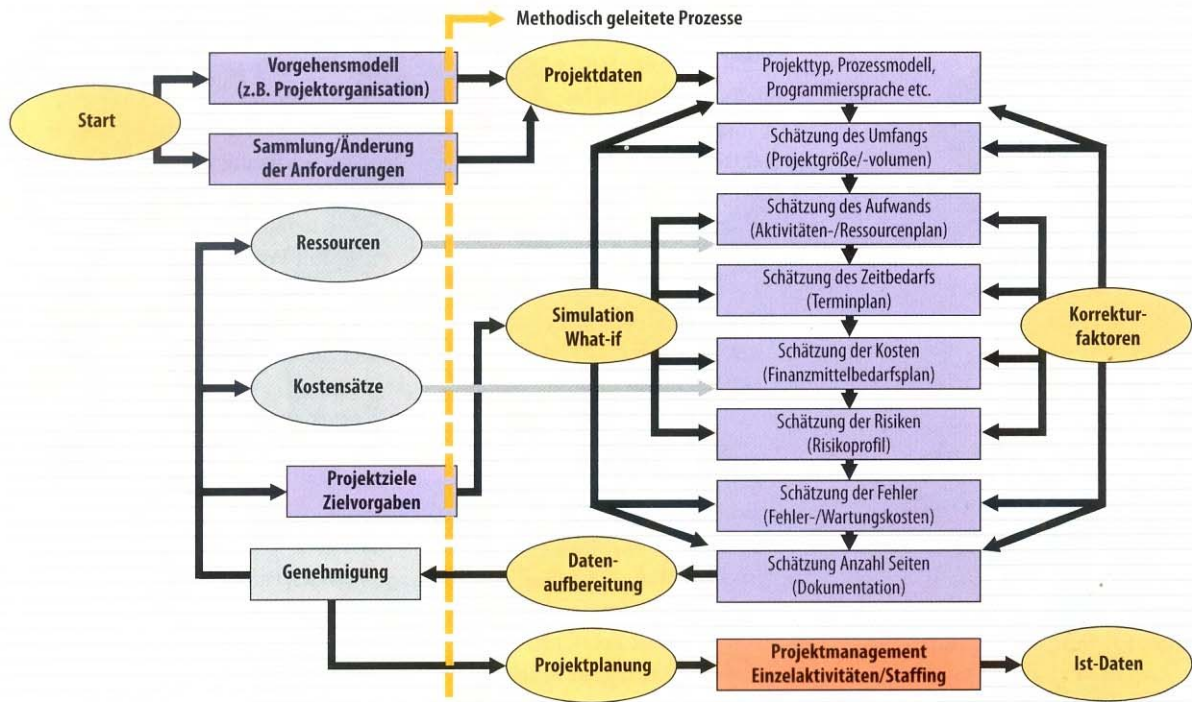 Methodisch geleitete Prozesse
Vorgehensmodell
(z.B. Projektorganisation)
Projektdaten
Projekttyp, Prozessmodell,
Programmiersprache etc.
Start
Sammlung/Änderung
der Anforderungen
Schätzung des Umfangs
(Projektgröße/-volumen)
Ressourcen
Schätzung des Aufwands
(Aktivitäten-/Ressourcenplan)
Schätzung des Zeitbedarfs
(Terminplan)
Simulation
What-if
Korrektur-
faktoren
Kostensätze
Schätzung der Kosten
(Finanzmittelbedarfsplan)
Schätzung der Risiken
(Risikoprofil)
Projektziele
Zielvorgaben
Schätzung der Fehler
(Fehler-/Wartungskosten)
Genehmigung
Daten-
aufbereitung
Schätzung Anzahl Seiten
(Dokumentation)
Projektplanung
Projektmanagement
Einzelaktivitäten/Staffing
Ist-Daten